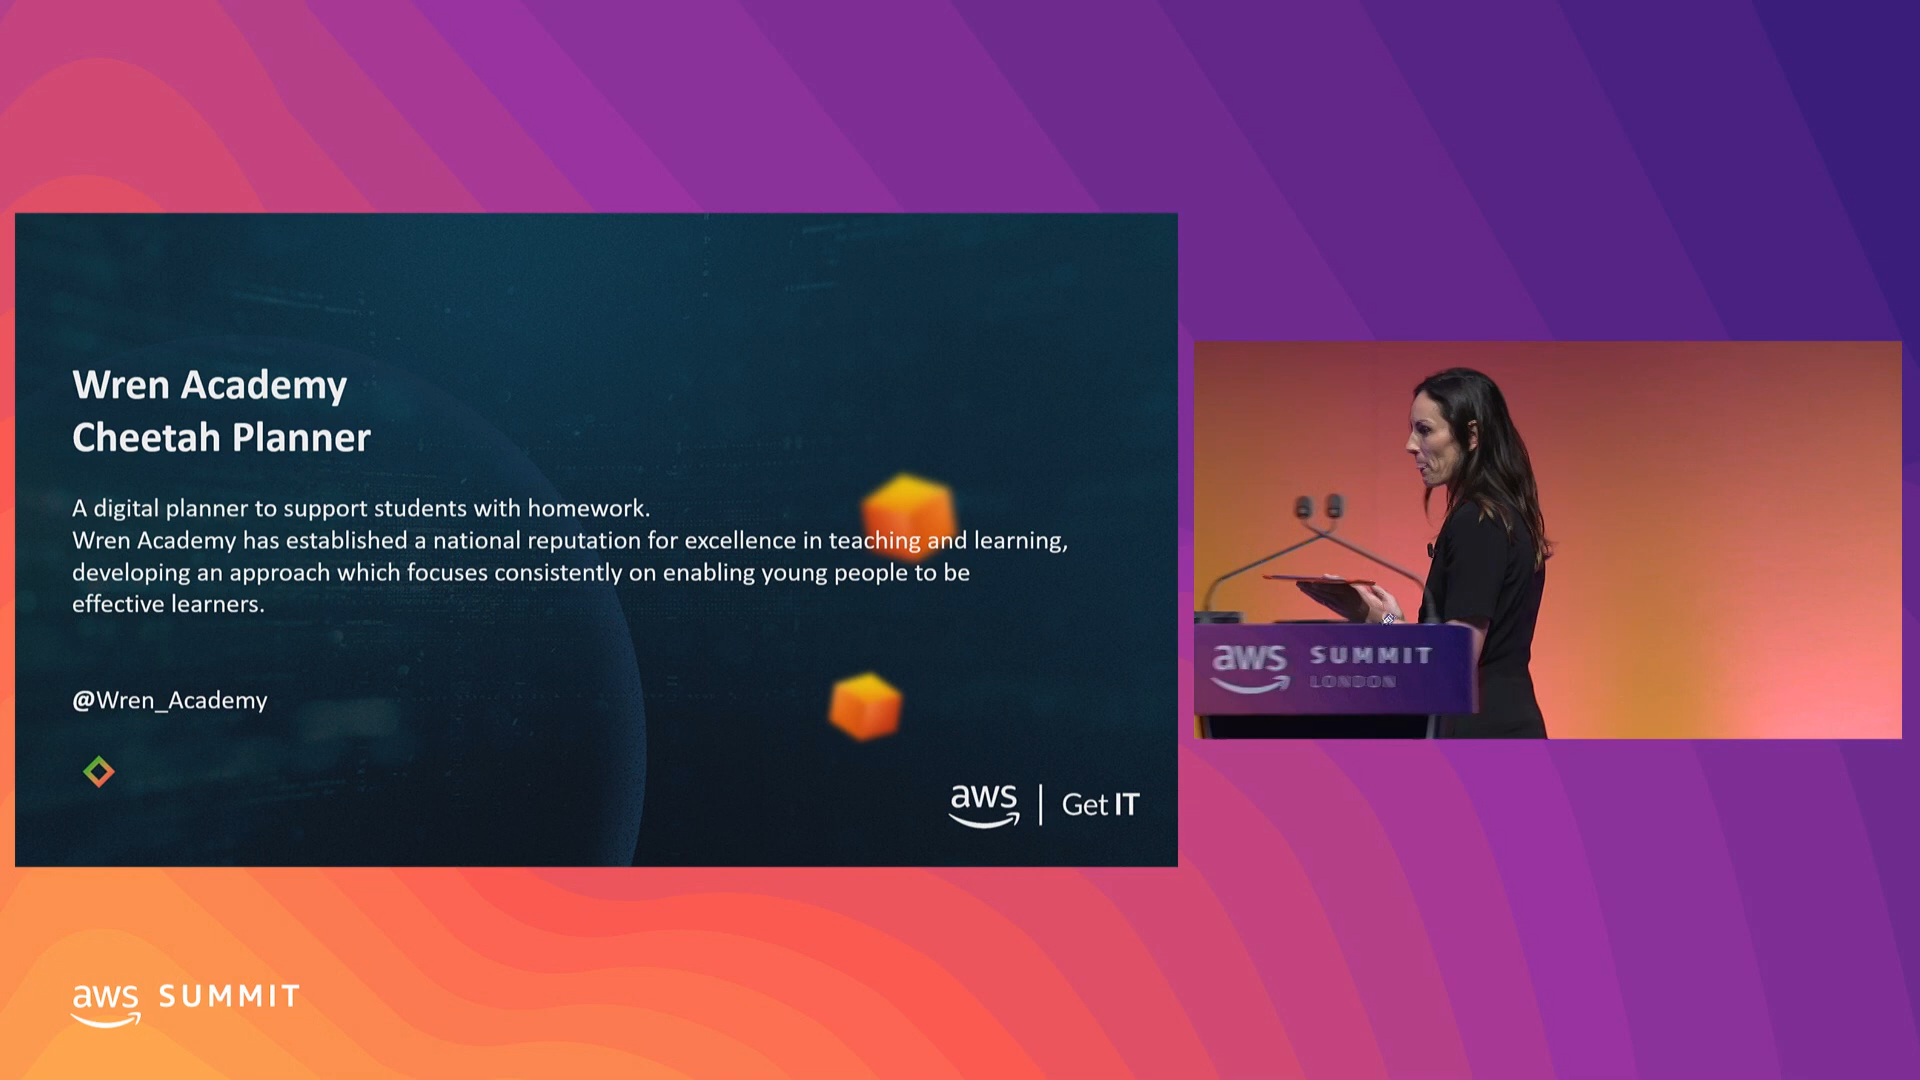 Wren Academy
Cheetah Planner
A digital planner to support students with homework.
Wren Academy has established a national reputation for excellence in teaching and learning,
developing an approach which focuses consistently on enabling young people to be
effective learners.
@Wren_Academy
aws | Get IT
aws SUMMIT
LONDON
aws SUMMIT